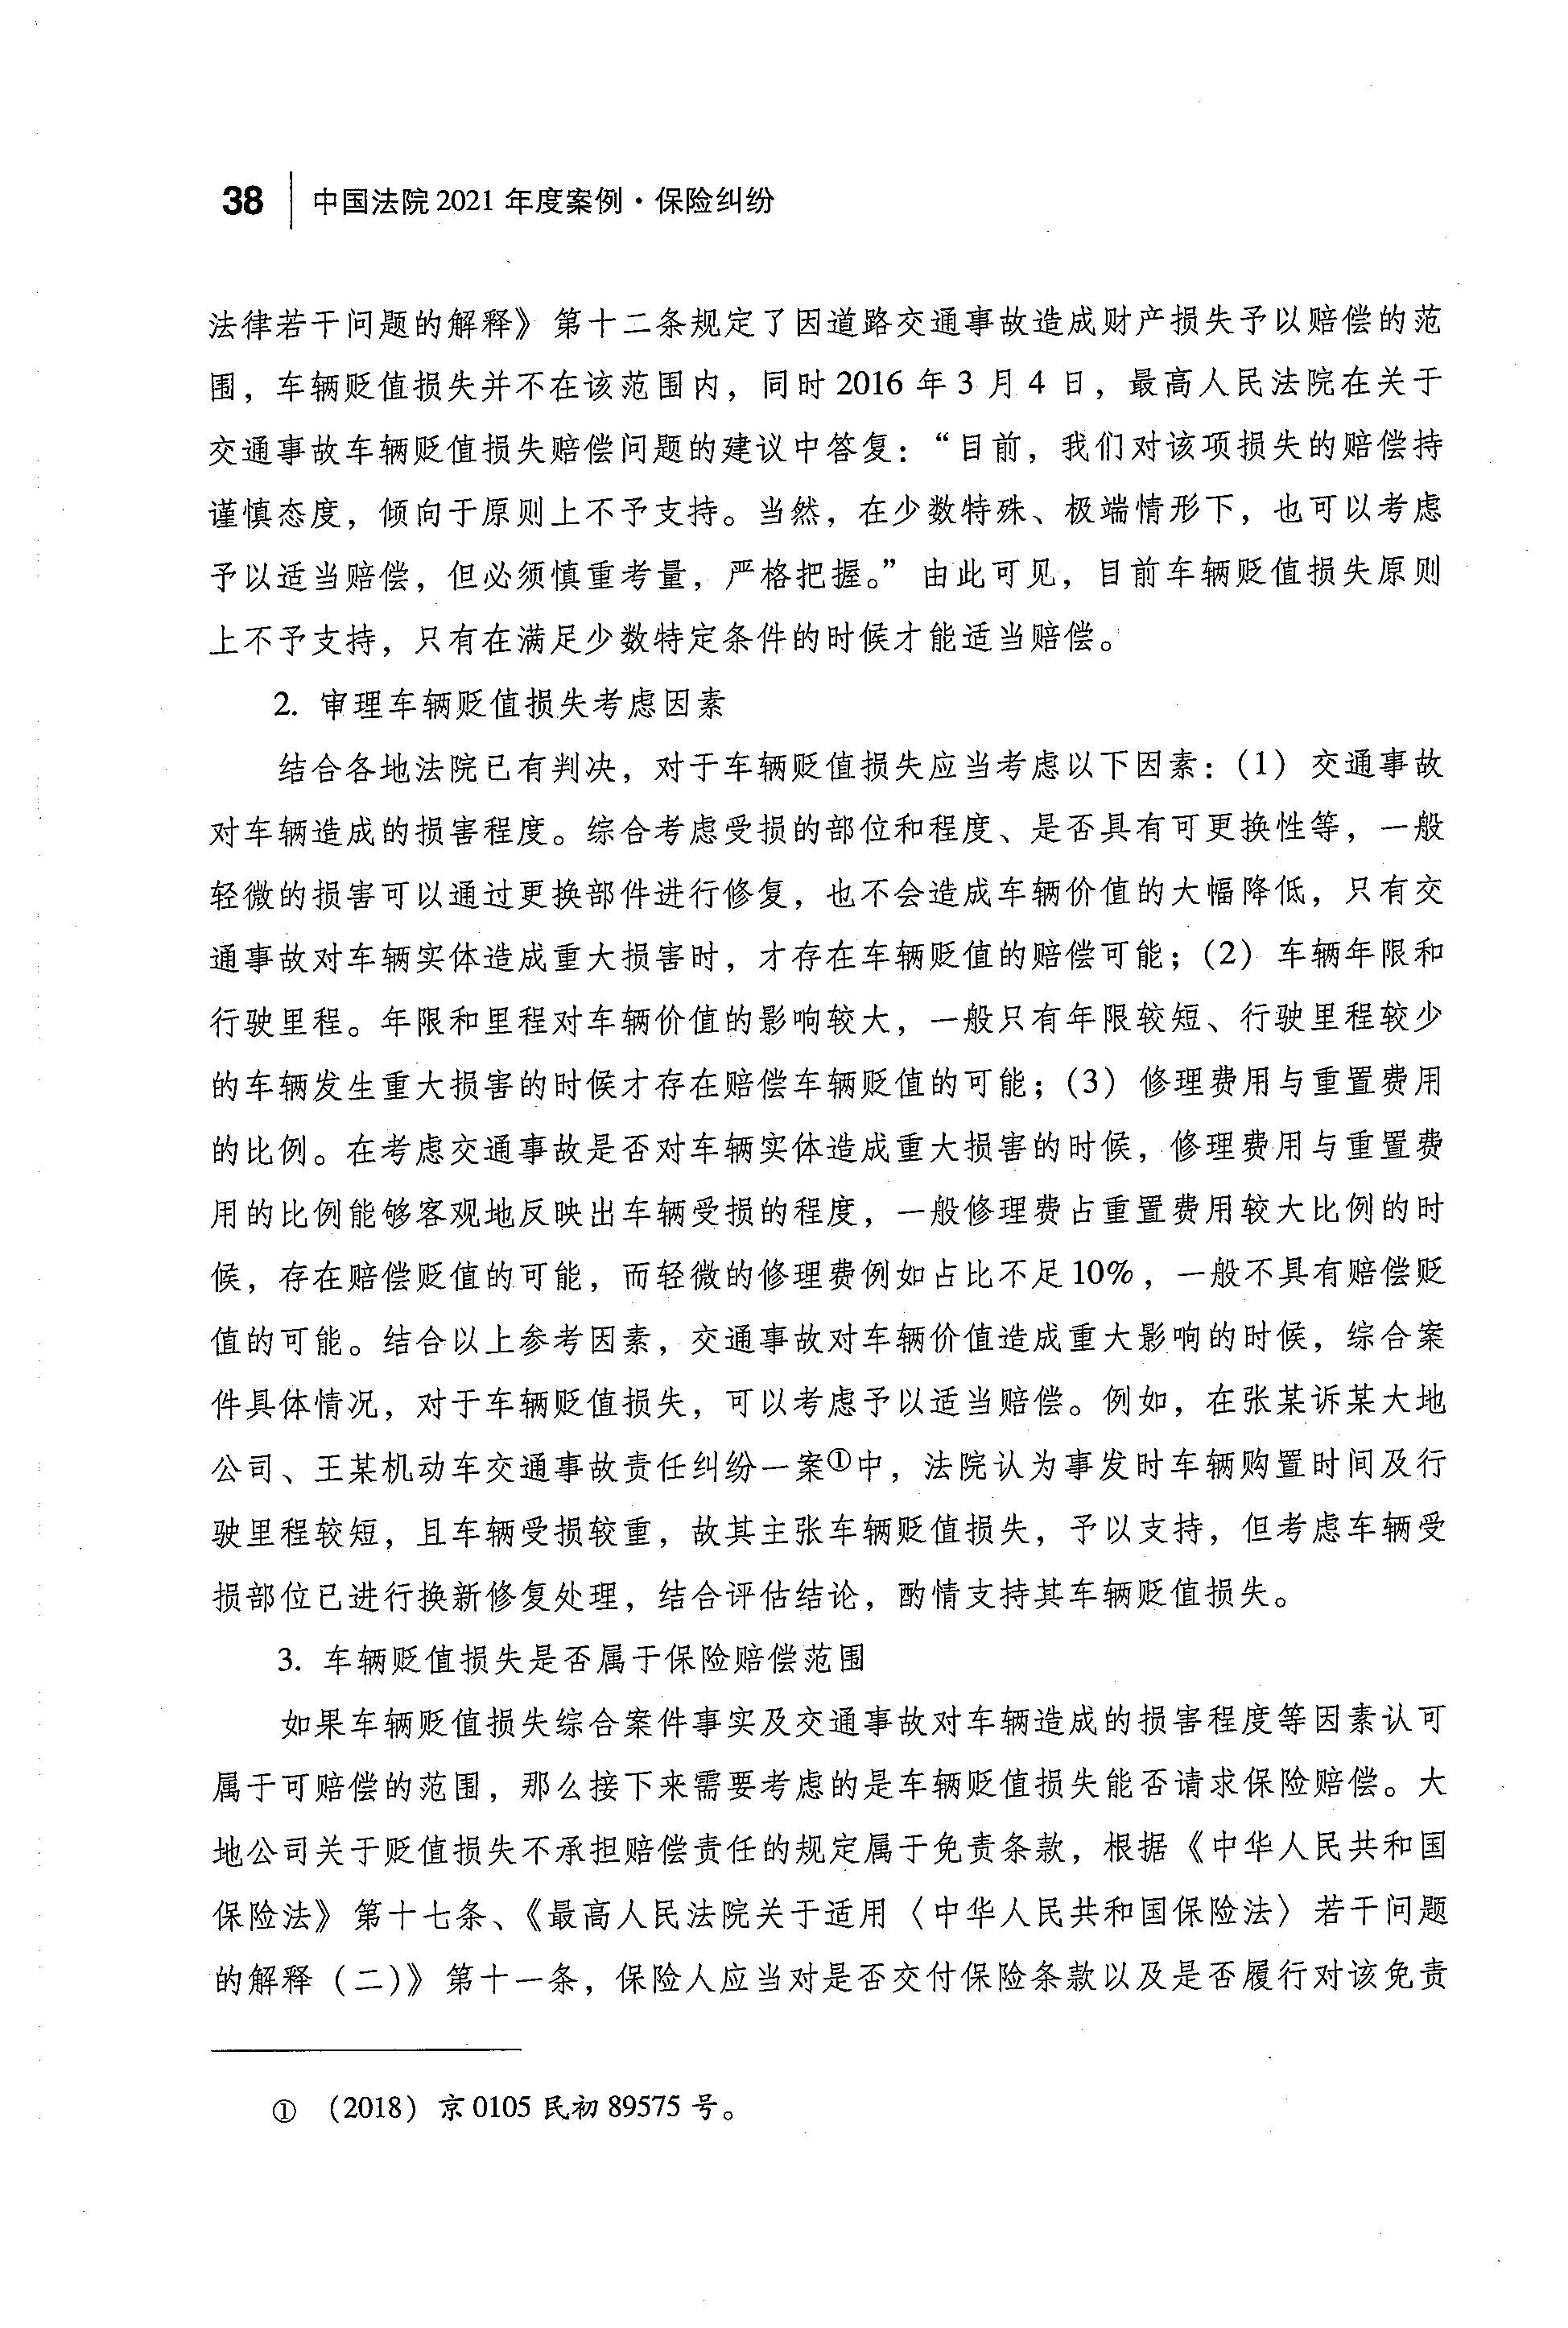 38 中国法院2021年度案例·保险纠纷
法律若干问题的解释》第十二条规定了因道路交通事故造成财产损失予以赔偿的范
围，车辆贬值损失并不在该范围内，同时2016年3月4日，最高人民法院在关于
交通事故车辆贬值损失赔偿问题的建议中答复：“目前，我们对该项损失的赔偿持
谨慎态度，倾向于原则上不予支持。当然，在少数特殊、极端情形下，也可以考虑
予以适当赔偿，但必须慎重考量，严格把握。”由此可见，目前车辆贬值损失原则
上不予支持，只有在满足少数特定条件的时候才能适当赔偿。
2. 审理车辆贬值损失考虑因素
结合各地法院已有判决，对于车辆贬值损失应当考虑以下因素：（1）交通事故
对车辆造成的损害程度。综合考虑受损的部位和程度、是否具有可更换性等，一般
轻微的损害可以通过更换部件进行修复，也不会造成车辆价值的大幅降低，只有交
通事故对车辆实体造成重大损害时，才存在车辆贬值的赔偿可能；（2）车辆年限和
行驶里程。年限和里程对车辆价值的影响较大，一般只有年限较短、行驶里程较少
的车辆发生重大损害的时候才存在赔偿车辆贬值的可能；（3）修理费用与重置费用
的比例。在考虑交通事故是否对车辆实体造成重大损害的时候，修理费用与重置费
用的比例能够客观地反映出车辆受损的程度，一般修理费占重置费用较大比例的时
候，存在赔偿贬值的可能，而轻微的修理费例如占比不足10%，一般不具有赔偿贬
值的可能。结合以上参考因素，交通事故对车辆价值造成重大影响的时候，综合案
件具体情况，对于车辆贬值损失，可以考虑予以适当赔偿。例如，在张某诉某大地
公司、王某机动车交通事故责任纠纷一案①中，法院认为事发时车辆购置时间及行
驶里程较短，且车辆受损较重，故其主张车辆贬值损失，予以支持，但考虑车辆受
损部位已进行换新修复处理，结合评估结论，酌情支持其车辆贬值损失。
3. 车辆贬值损失是否属于保险赔偿范围
如果车辆贬值损失综合案件事实及交通事故对车辆造成的损害程度等因素认可
属于可赔偿的范围，那么接下来需要考虑的是车辆贬值损失能否请求保险赔偿。大
地公司关于贬值损失不承担赔偿责任的规定属于免责条款，根据《中华人民共和国
保险法》第十七条、《最高人民法院关于适用〈中华人民共和国保险法〉若干问题
的解释（二）》第十一条，保险人应当对是否交付保险条款以及是否履行对该免责
① （2018）京0105民初89575号。